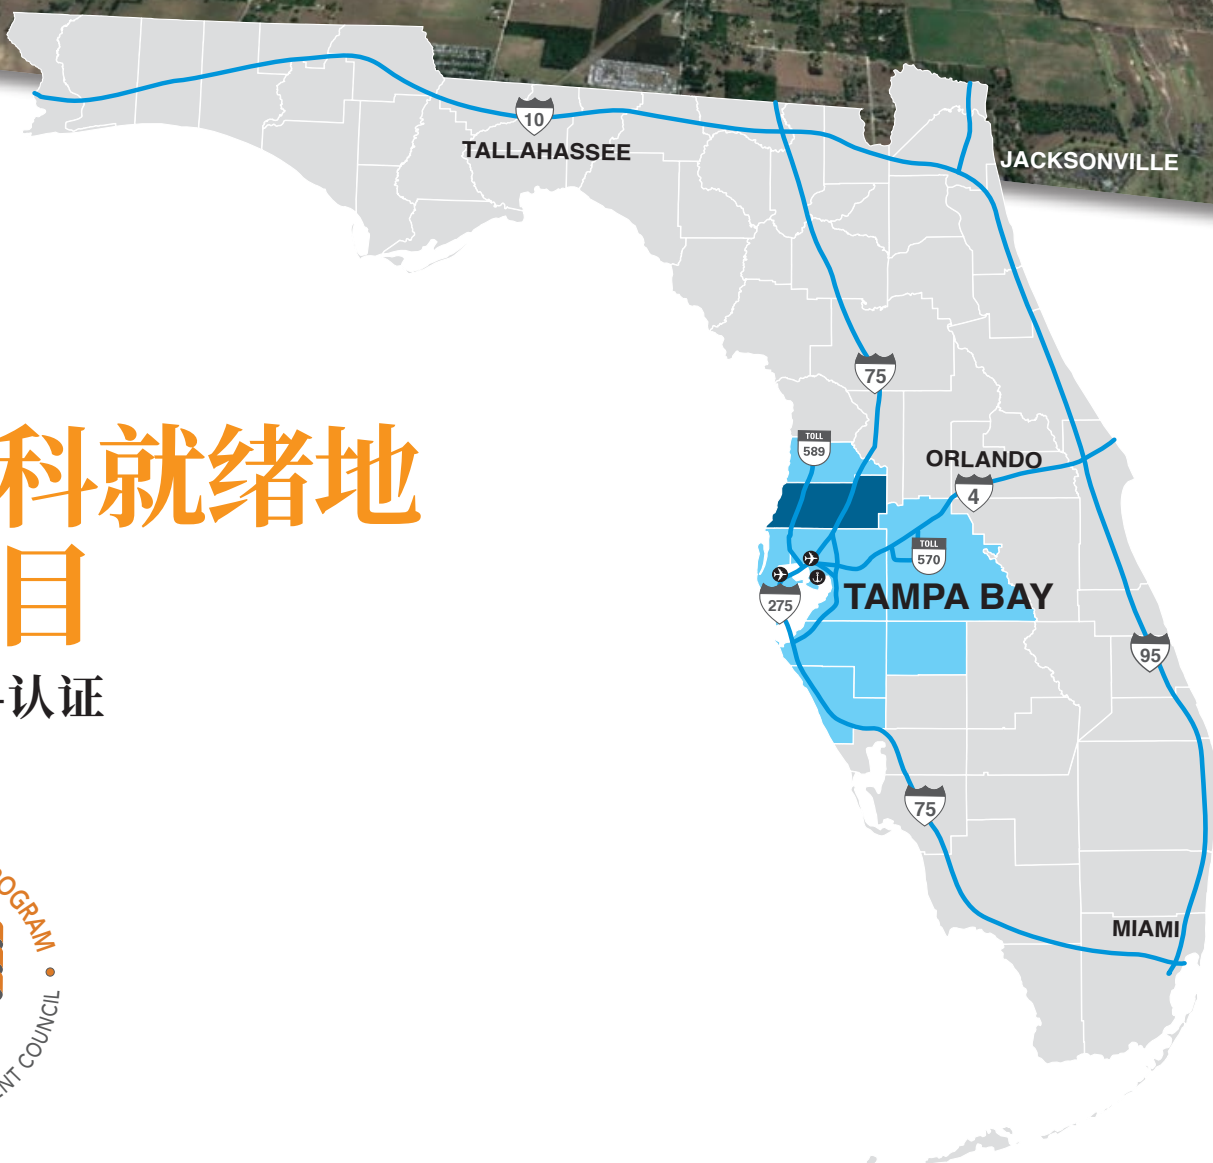 10
TALLAHASSEE
JACKSONVILLE
75
TOLL
589
ORLANDO
4
科就绪地
目
TOLL
570
TAMPA BAY
275
95
认证
75
MIAMI
OGRAM
COUNCIL